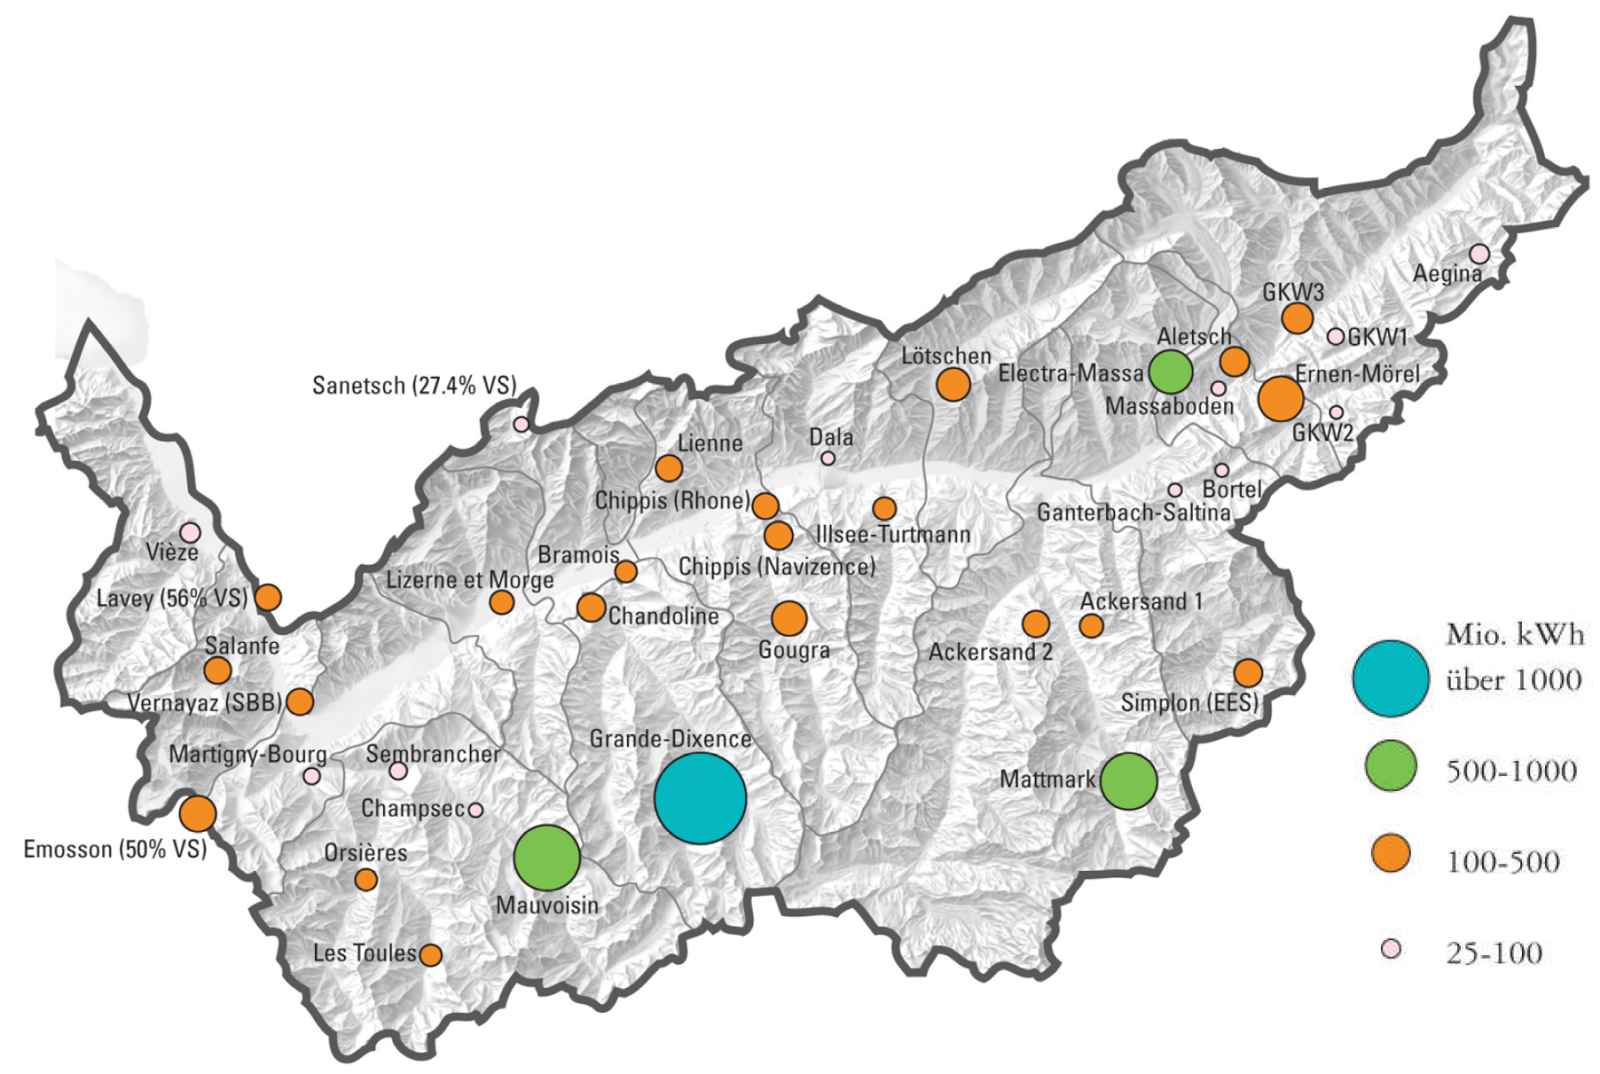 Aegina
GKW3
GKW1
Aletsch
Lötschen
Electra-Massa
Ernen-Mörel
Sanetsch (27.4% VS)
Massaboden
GKW2
Lienne
Dala
Chippis (Rhone)
Bortel
Ganterbach-Saltina
Illsee-Turtmann
Vièze
Bramois
Chippis (Navizence)
Lizerne et Morge
Lavey (56% VS)
Chandoline
Ackersand 1
Salanfe
Gougra
Ackersand 2
Vernayaz (SBB)
Simplon (EES)
Grande-Dixence
Martigny-Bourg
Sembrancher
Mattmark
Champsec
Emosson (50% VS)
Orsières
Mauvoisin
Les Toules
Mio. kWh
über 1000
500-1000
100-500
25-100